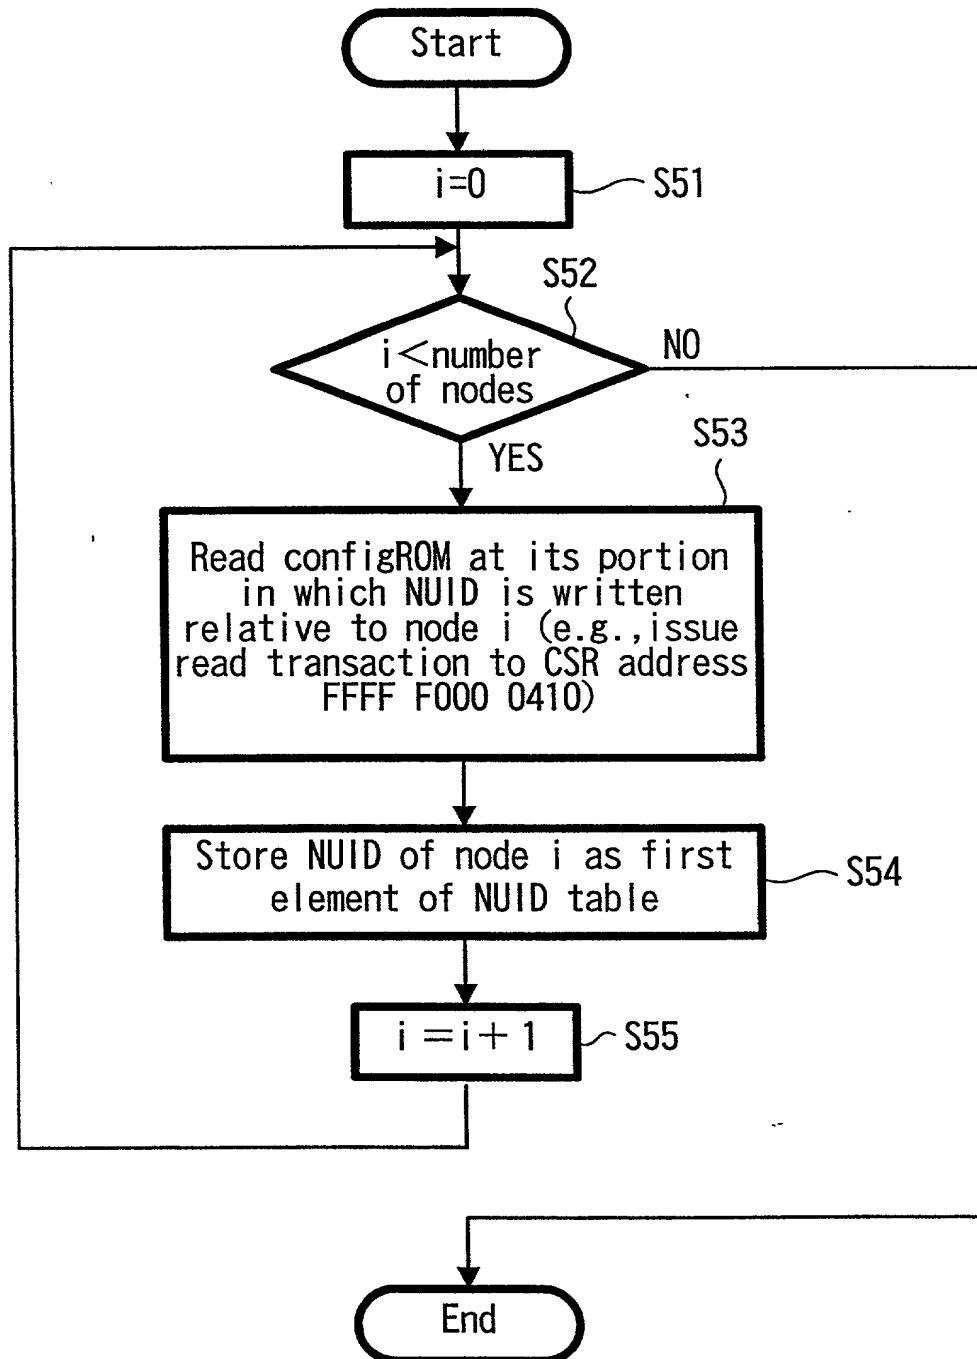 Start
i=0
S51
S52
i<number
of nodes
NO
YES
S53
Read configROM at its portion
in which NUID is written
relative to node i (e.g.,issue
read transaction to CSR address
FFFF F000 0410)
Store NUID of node i as first
element of NUID table
S54
i=i+1
S55
End